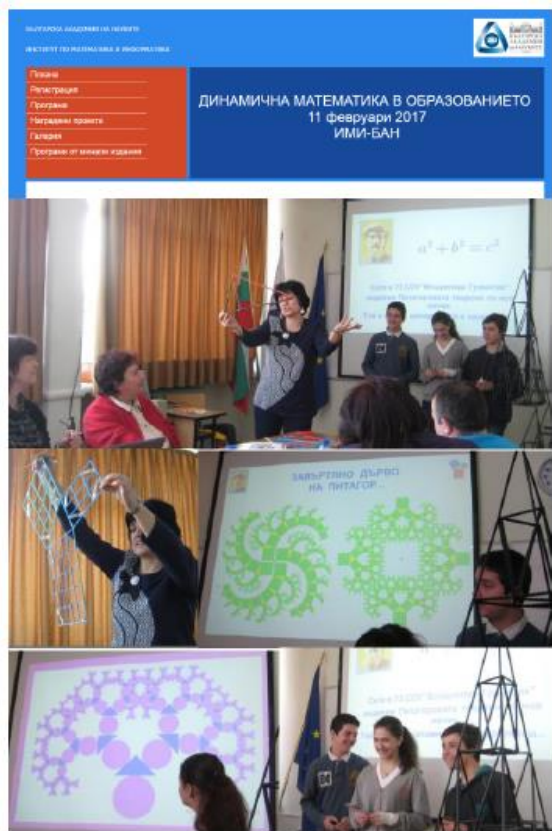 БЪЛГАРСКА АКАДЕМИЯ НА НАУКИТЕ
ИНСТИТУТ ПО МАТЕМАТИКА И ИНФОРМАТИКА
Покана
Регистрация
Програма
Наградени проекти
Галерия
Програми от минали издания
ДИНАМИЧНА МАТЕМАТИКА В ОБРАЗОВАНИЕТО
11 февруари 2017
ИМИ-БАН
a² + b² = c²
ЗАВЪРТЯНО ДЪРВО
НА ПИТАГОР...